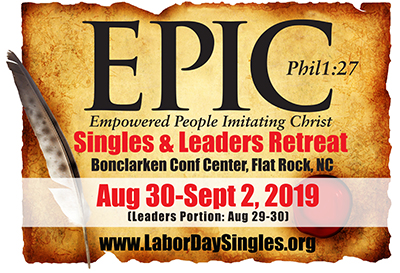 EPIC
Phil1:27
Empowered People Imitating Christ
Singles & Leaders Retreat
Bonclarken Conf Center, Flat Rock, NC
Aug 30-Sept 2, 2019
(Leaders Portion: Aug 29-30)
www.LaborDaySingles.org